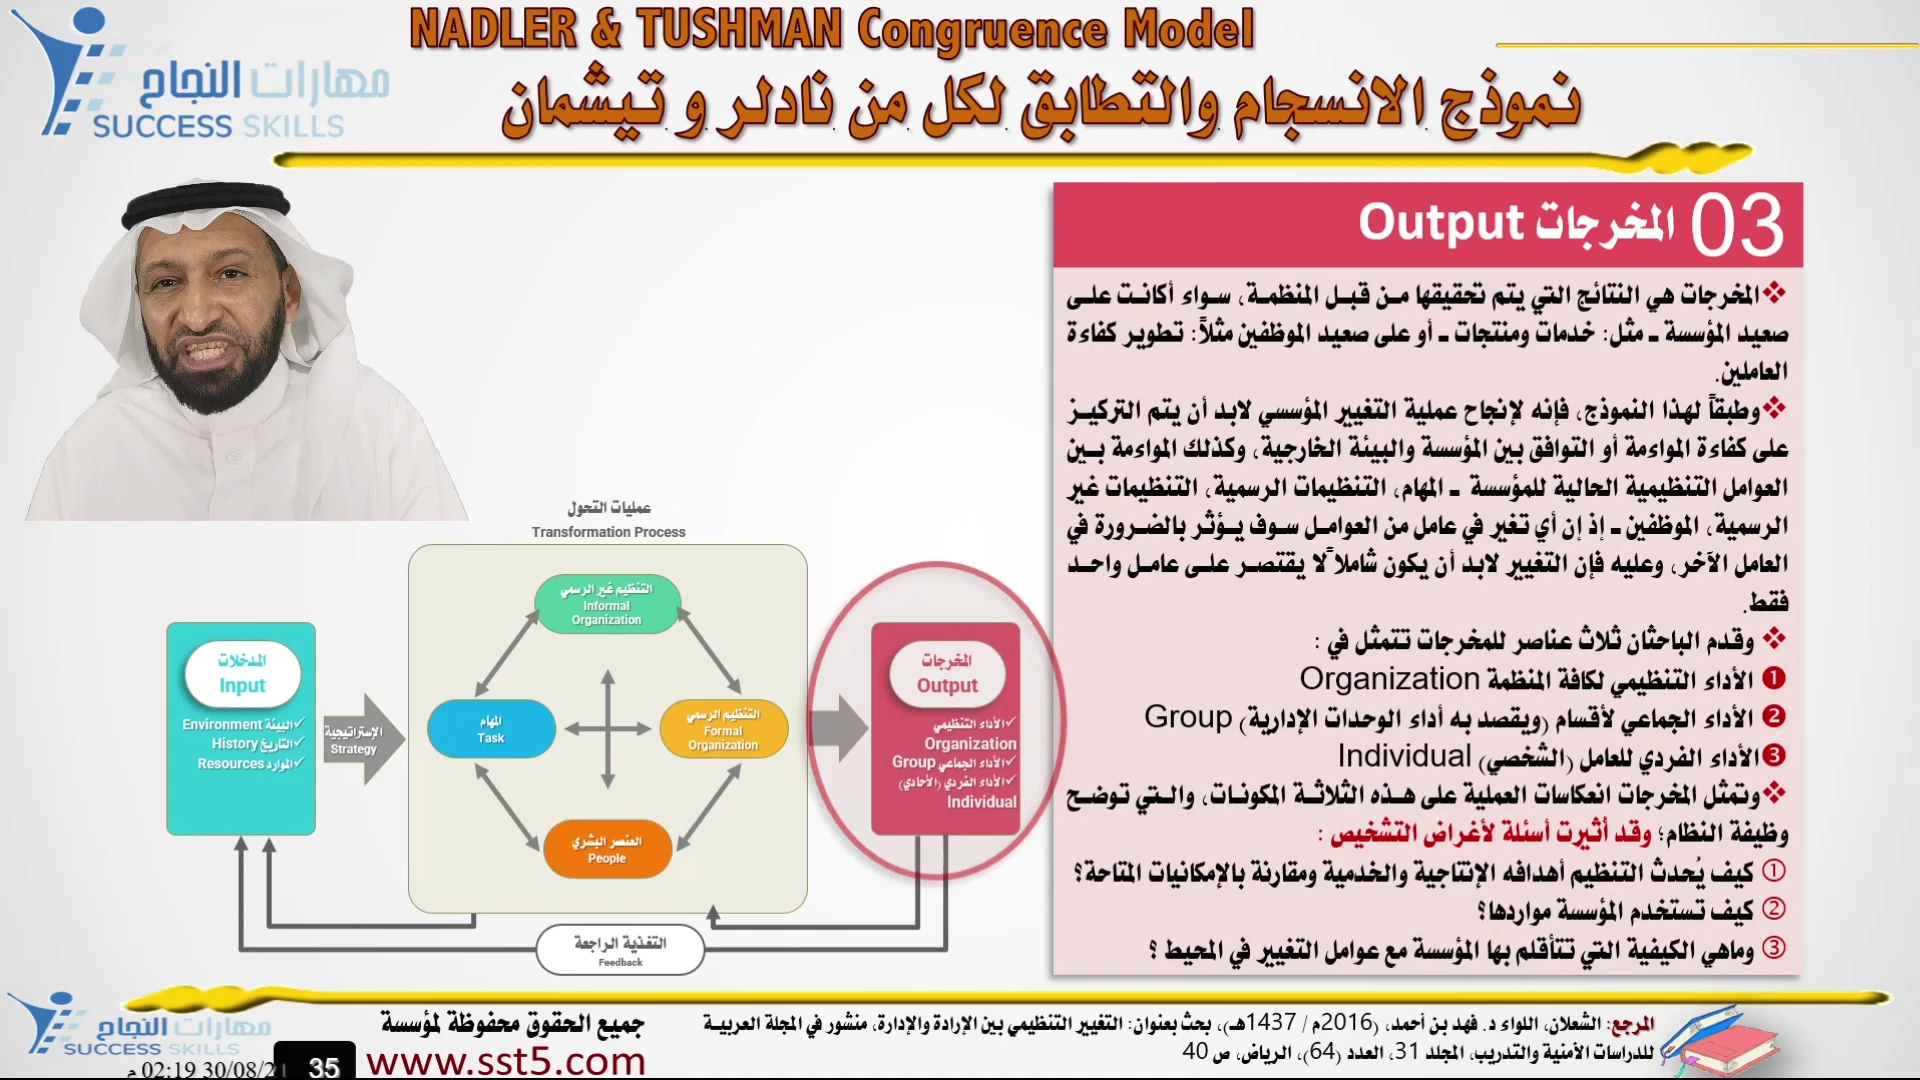 NADLER & TUSHMAN Congruence Model
نموذج الانسجام والتطابق لكل من نادلر و تيشمان
مهارات النجاح
SUCCESS SKILLS
03 المخرجات Output
❖المخرجات هي النتائج التي يتم تحقيقها من قبل المنظمة، سواء أكانت على
صعيد المؤسسة ـ مثل: خدمات ومنتجات ـ أو على صعيد الموظفين مثلاً: تطوير كفاءة
العاملين.
❖وطبقاً لهذا النموذج، فإنه لإنجاح عملية التغيير المؤسسي لابد أن يتم التركيز
على كفاءة المواءمة أو التوافق بين المؤسسة والبيئة الخارجية، وكذلك المواءمة بين
العوامل التنظيمية الحالية للمؤسسة ـ المهام، التنظيمات الرسمية، التنظيمات غير
الرسمية، الموظفين ـ إذ إن أي تغير في عامل من العوامل سوف يؤثر بالضرورة في
العامل الآخر، وعليه فإن التغيير لابد أن يكون شاملاً لا يقتصر على عامل واحد
فقط.
❖ وقدم الباحثان ثلاث عناصر للمخرجات تتمثل في :
❶ الأداء التنظيمي لكافة المنظمة Organization
❷ الأداء الجماعي لأقسام (ويقصد به أداء الوحدات الإدارية) Group
❸ الأداء الفردي للعامل (الشخصي) Individual
❖وتمثل المخرجات انعكاسات العملية على هذه الثلاثة المكونات، والتي توضح
وظيفة النظام؛ وقد أثيرت أسئلة لأغراض التشخيص :
① كيف يُحدث التنظيم أهدافه الإنتاجية والخدمية ومقارنة بالإمكانيات المتاحة؟
② كيف تستخدم المؤسسة مواردها؟
③ وماهي الكيفية التي تتأقلم بها المؤسسة مع عوامل التغيير في المحيط ؟
عمليات التحول
Transformation Process
التنظيم غير الرسمي
Informal
Organization
المهام
Task
التنظيم الرسمي
Formal
Organization
العنصر البشري
People
المدخلات
Input
✓البيئة Environment
✓التاريخ History
✓الموارد Resources
الإستراتيجية
Strategy
المخرجات
Output
✓الأداء التنظيمي
Organization
✓الأداء الجماعي Group
✓الأداء الفردي (الأحادي)
Individual
التغذية الراجعة
Feedback
المرجع: الشعلان، اللواء د. فهد بن أحمد، (2016م / 1437هـ)، بحث بعنوان: التغيير التنظيمي بين الإرادة والإدارة، منشور في المجلة العربية
للدراسات الأمنية والتدريب، المجلد 31، العدد (64)، الرياض، ص 40
جميع الحقوق محفوظة لمؤسسة
www.sst5.com
35
مهارات النجاح
SUCCESS SKILLS
02:19 30/08/2 م